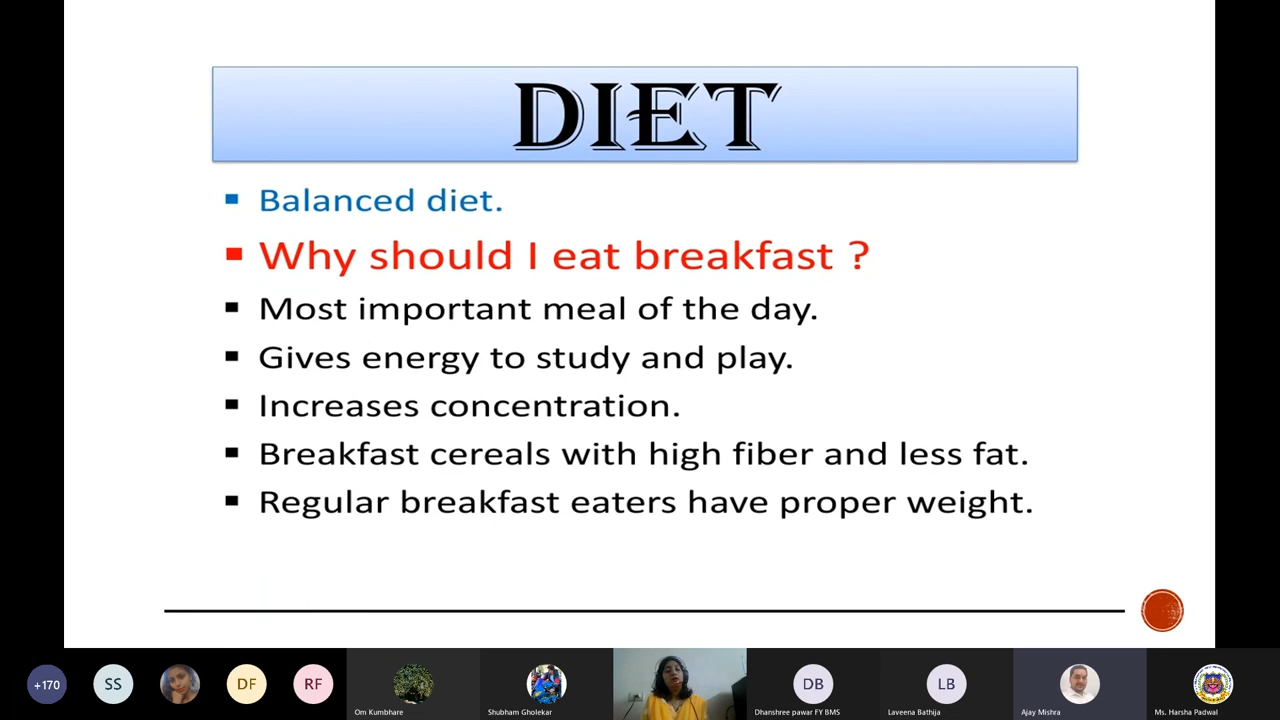 DIET
Balanced diet.
Why should I eat breakfast ?
Most important meal of the day.
Gives energy to study and play.
Increases concentration.
Breakfast cereals with high fiber and less fat.
Regular breakfast eaters have proper weight.
+170
SS
DF
RF
DB
LB
Om Kumbhare
Shubham Gholekar
Dhanshree pawar FY BMS
Laveena Bathija
Ajay Mishra
Ms. Harsha Padwal